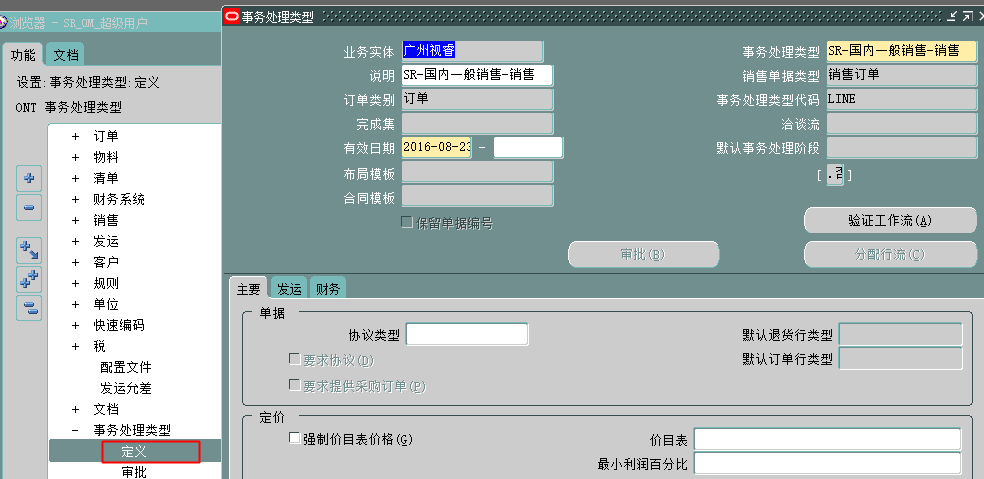 浏览器 - SR_OM_超级用户
事务处理类型
功能 文档
设置:事务处理类型:定义
ONT 事务处理类型
+ 订单
+ 物料
+ 清单
+ 财务系统
+ 销售
+ 发运
+ 客户
+ 规则
+ 单位
+ 快速编码
+ 税
配置文件
发运允差
+ 文档
- 事务处理类型
定义
审批
业务实体 广州视睿
事务处理类型 SR-国内一般销售-销售
说明 SR-国内一般销售-销售
销售单据类型 销售订单
订单类别 订单
事务处理类型代码 LINE
完成集
洽谈流
有效日期 2016-08-23 -
默认事务处理阶段
布局模板
[.否]
合同模板
保留单据编号
验证工作流(A)
审批(B)
分配行流(C)
主要 发运 财务
单据
协议类型
默认退货行类型
要求协议(D)
默认订单行类型
要求提供采购订单(P)
定价
强制价目表价格(G)
价目表
最小利润百分比